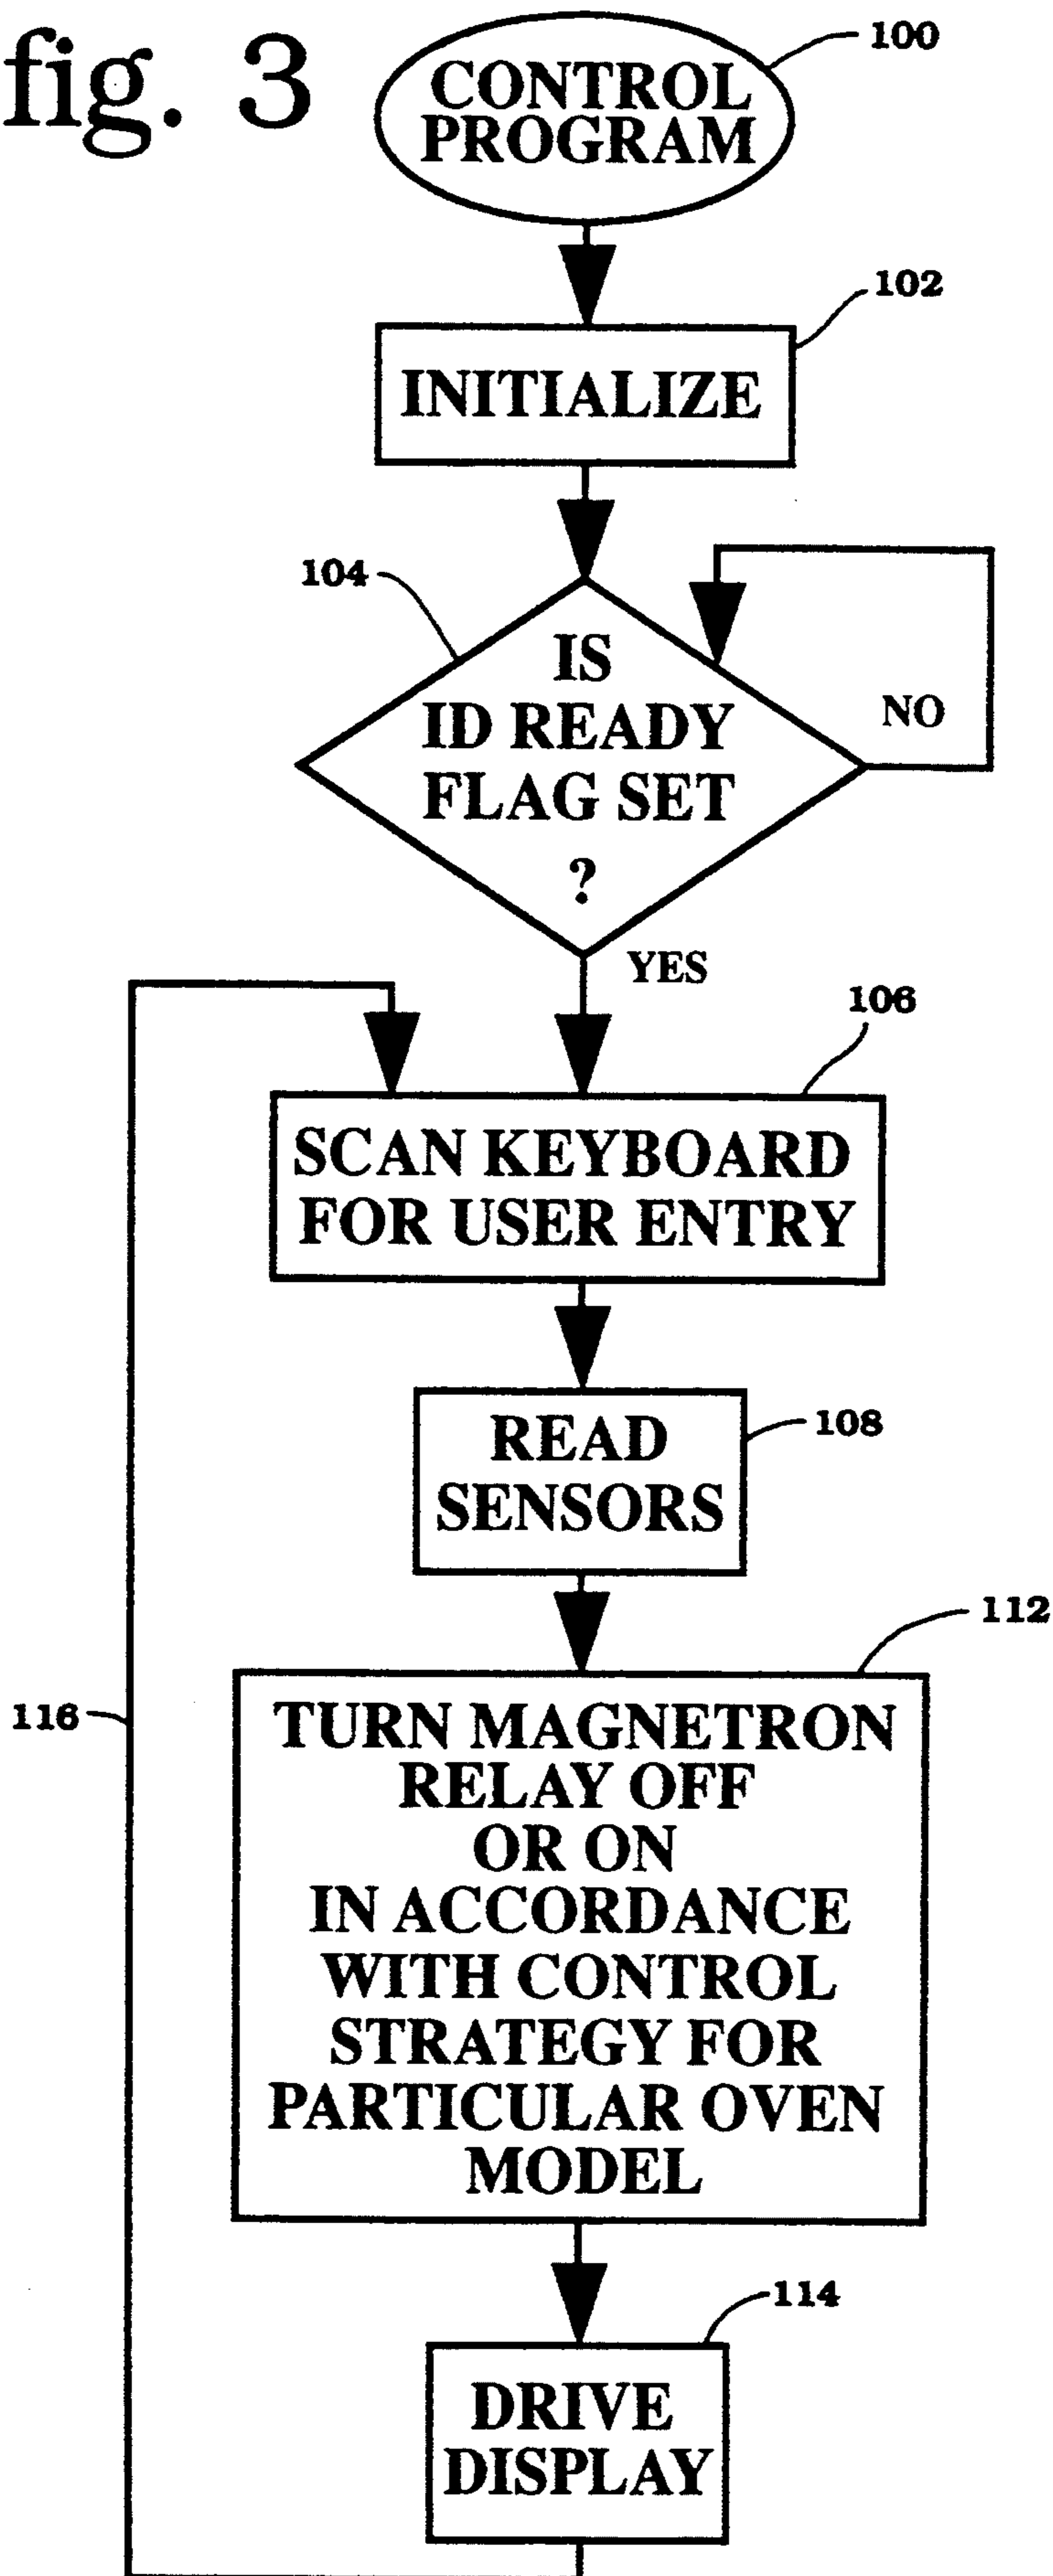 fig. 3
100
CONTROL
PROGRAM
102
INITIALIZE
104
IS
ID READY
FLAG SET
?
NO
YES
106
SCAN KEYBOARD
FOR USER ENTRY
READ
SENSORS
108
112
TURN MAGNETRON
RELAY OFF
OR ON
IN ACCORDANCE
WITH CONTROL
STRATEGY FOR
PARTICULAR OVEN
MODEL
116
114
DRIVE
DISPLAY